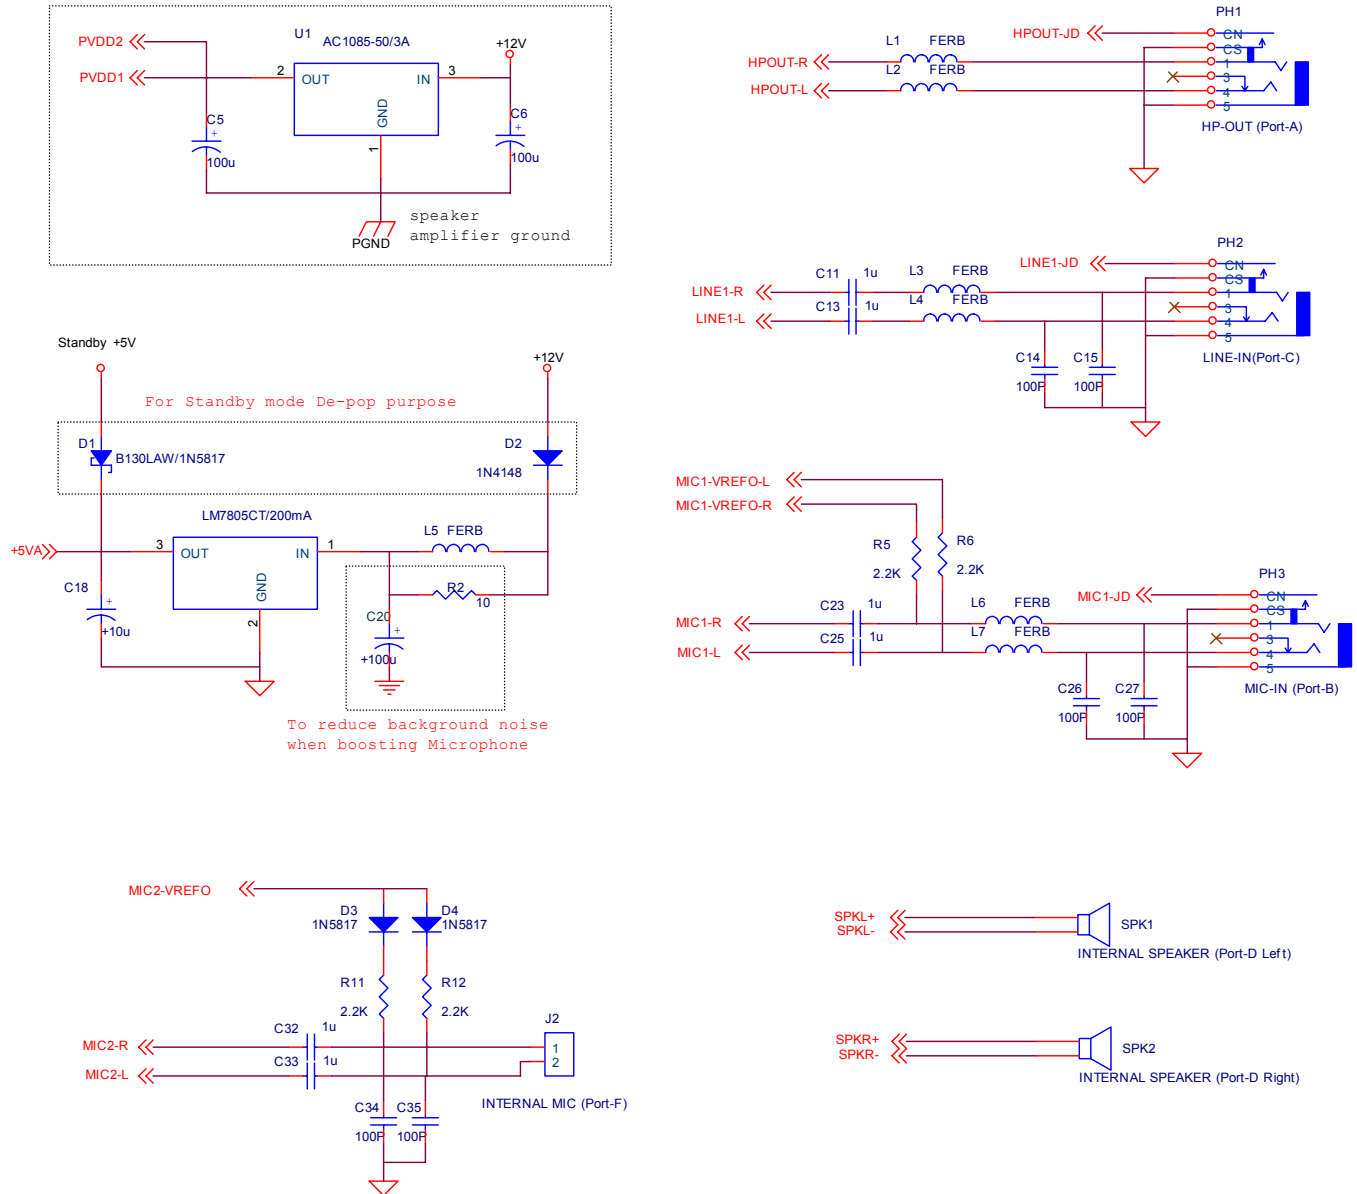 U1
AC1085-50/3A
+12V
PVDD2
PVDD1
2
OUT
IN
3
GND
1
C5
+
100u
C6
+
100u
PGND
speaker
amplifier ground
PH1
HPOUT-JD
CN
CS
1
3
4
5
L1
FERB
HPOUT-R
L2
FERB
HPOUT-L
HP-OUT (Port-A)
PH2
LINE1-JD
CN
CS
1
3
4
5
C11
1u
L3
FERB
LINE1-R
C13
1u
L4
FERB
LINE1-L
C14
100P
C15
100P
LINE-IN(Port-C)
Standby +5V
+12V
For Standby mode De-pop purpose
D1
B130LAW/1N5817
D2
1N4148
LM7805CT/200mA
L5 FERB
+5VA
3
OUT
IN
1
GND
2
C18
+
+10u
R2
10
C20
+
+100u
To reduce background noise
when boosting Microphone
MIC1-VREFO-L
MIC1-VREFO-R
R5
2.2K
R6
2.2K
PH3
MIC1-JD
CN
CS
1
3
4
5
C23
1u
L6
FERB
MIC1-R
C25
1u
L7
FERB
MIC1-L
C26
100P
C27
100P
MIC-IN (Port-B)
MIC2-VREFO
D3
1N5817
D4
1N5817
R11
2.2K
R12
2.2K
C32
1u
MIC2-R
C33
1u
MIC2-L
J2
1
2
C34
100P
C35
100P
INTERNAL MIC (Port-F)
SPKL+
SPKL-
SPK1
INTERNAL SPEAKER (Port-D Left)
SPKR+
SPKR-
SPK2
INTERNAL SPEAKER (Port-D Right)